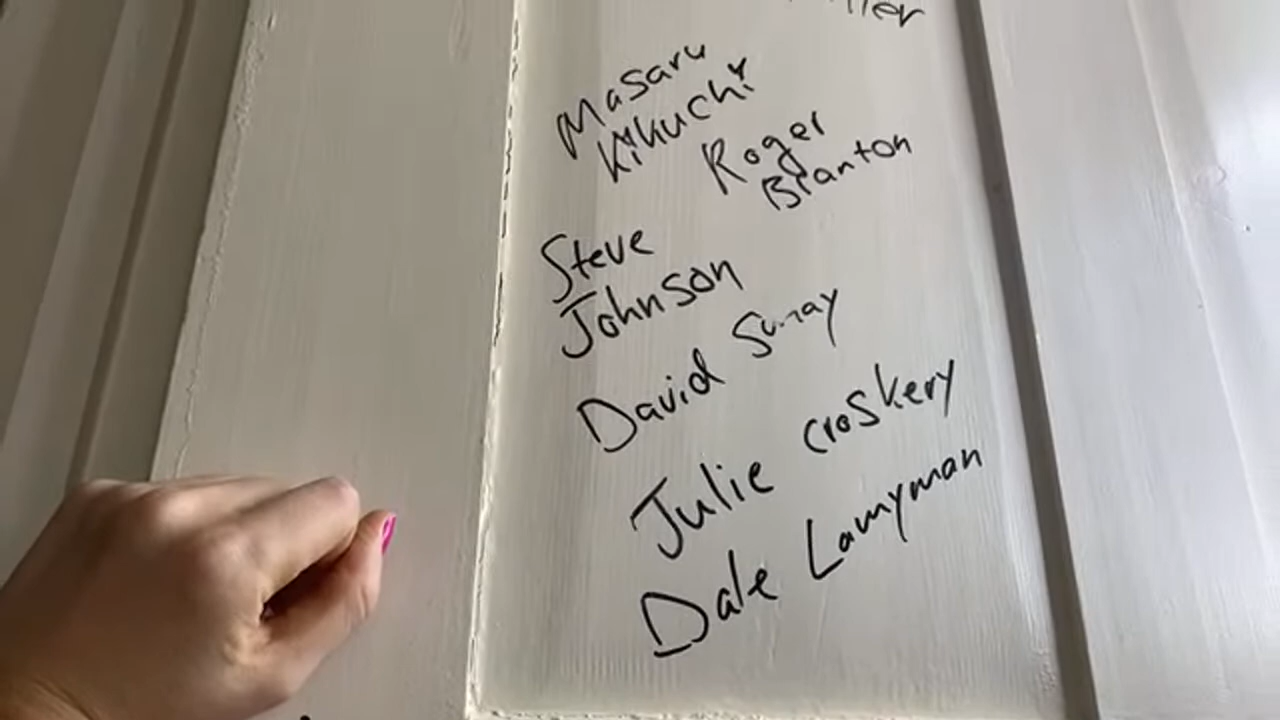 Masaru
Kikuchi
Roger
Blanton
Steve
Johnson
David
Julie Croskery
Dale Lamyman